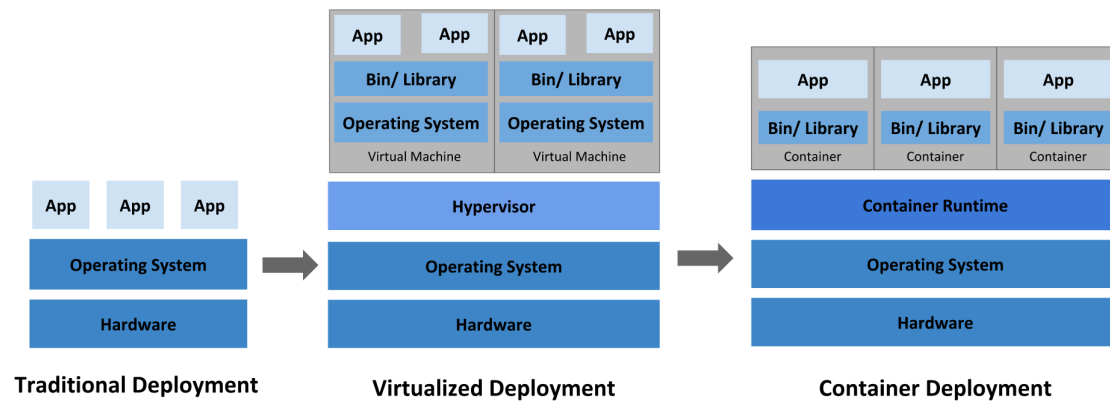 App App App
Operating System
Hardware
Traditional Deployment
App App App App
Bin/ Library Bin/ Library
Operating System Operating System
Virtual Machine Virtual Machine
Hypervisor
Operating System
Hardware
Virtualized Deployment
App App App
Bin/ Library Bin/ Library Bin/ Library
Container Container Container
Container Runtime
Operating System
Hardware
Container Deployment